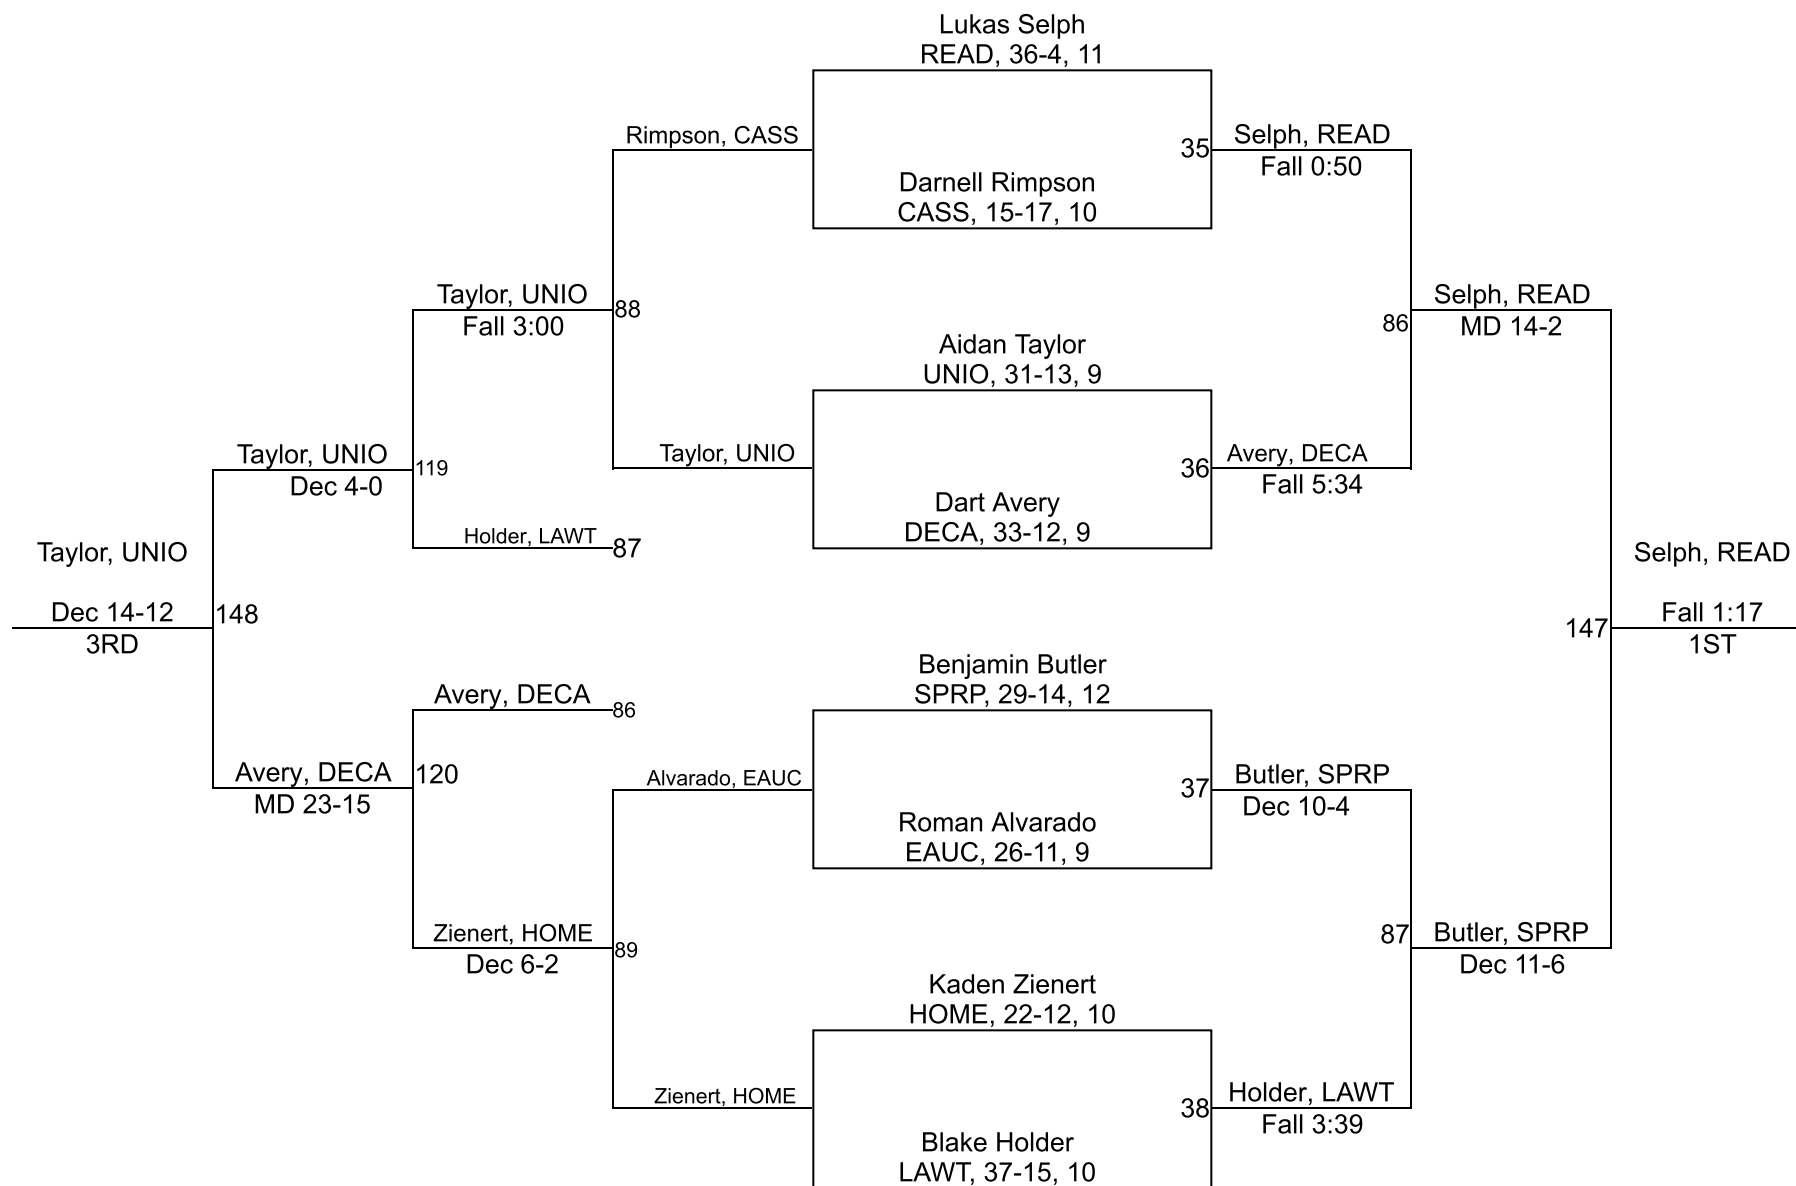 Lukas Selph
READ, 36-4, 11
Rimpson, CASS
35
Selph, READ
Fall 0:50
Darnell Rimpson
CASS, 15-17, 10
Taylor, UNIO
Fall 3:00
88
86
Selph, READ
MD 14-2
Aidan Taylor
UNIO, 31-13, 9
Taylor, UNIO
Dec 4-0
119
Taylor, UNIO
36
Avery, DECA
Fall 5:34
Dart Avery
DECA, 33-12, 9
Holder, LAWT
87
Taylor, UNIO
Dec 14-12
3RD
148
147
Selph, READ
Fall 1:17
1ST
Benjamin Butler
SPRP, 29-14, 12
Avery, DECA
86
Avery, DECA
MD 23-15
120
Alvarado, EAUC
37
Butler, SPRP
Dec 10-4
Roman Alvarado
EAUC, 26-11, 9
Zienert, HOME
Dec 6-2
89
87
Butler, SPRP
Dec 11-6
Kaden Zienert
HOME, 22-12, 10
Zienert, HOME
38
Holder, LAWT
Fall 3:39
Blake Holder
LAWT, 37-15, 10